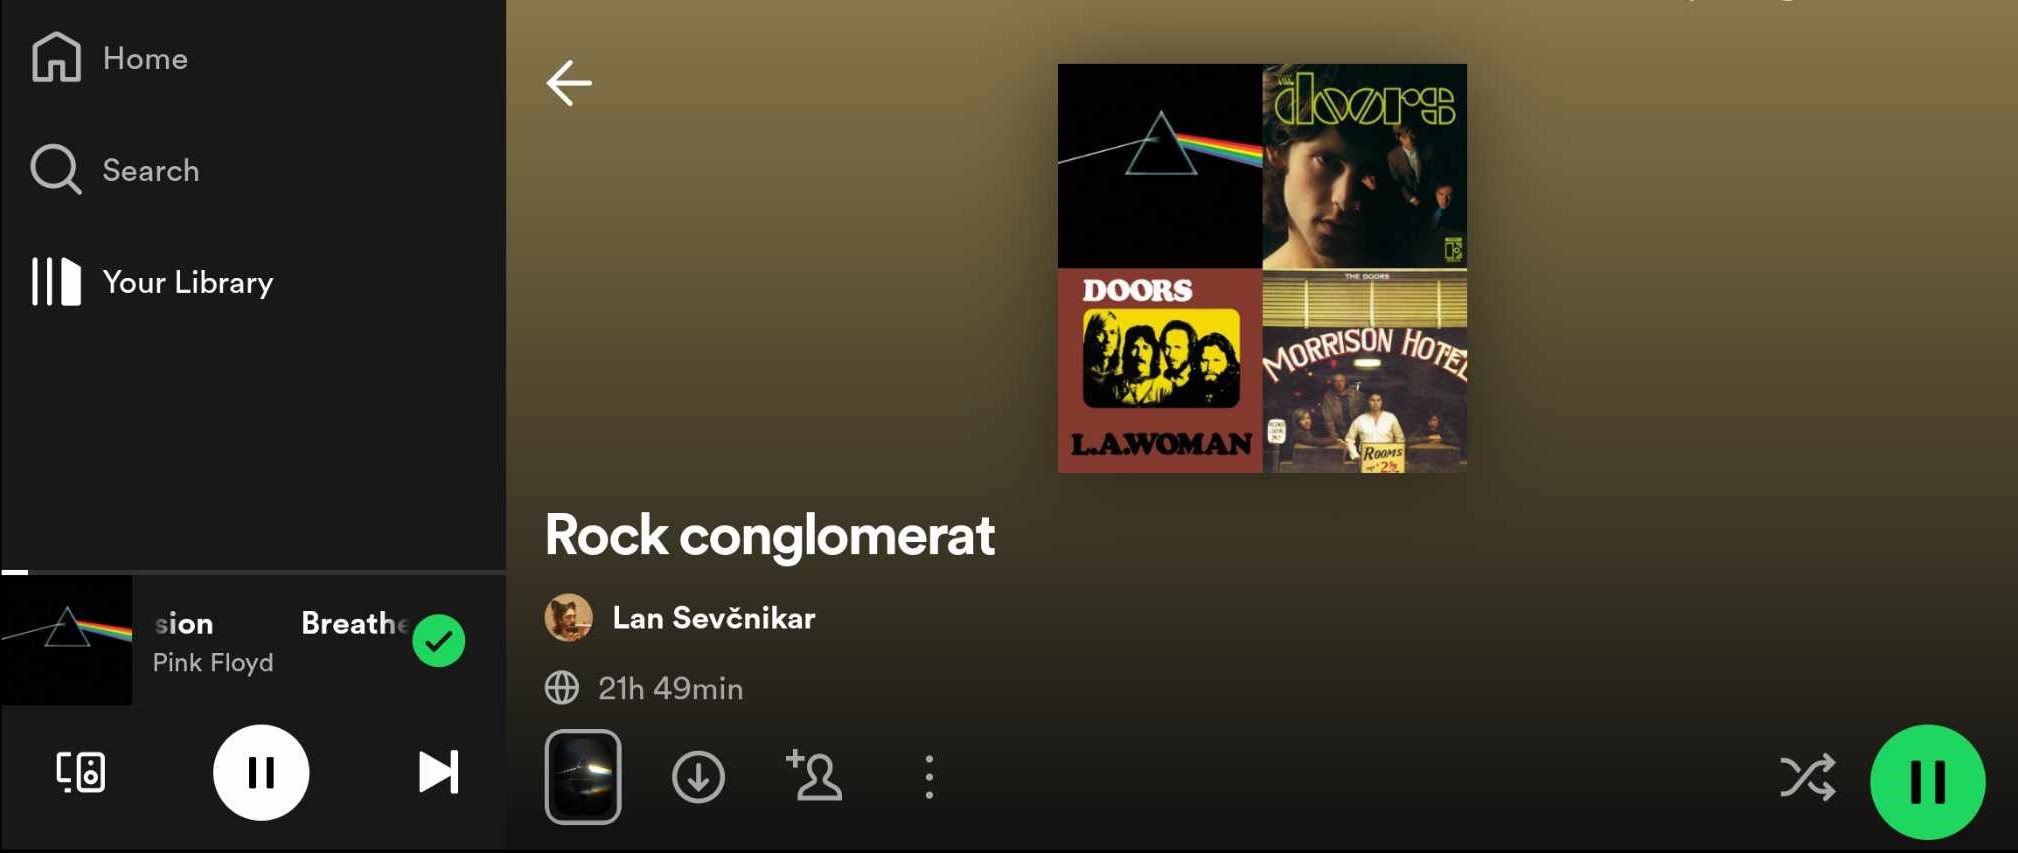 Home
Search
Your Library
sion Breathe
Pink Floyd
THE
doors
DOORS
L.A.WOMAN
THE DOORS
MORRISON HOTEL
ROOMS
Rock conglomerat
Lan Sevčnikar
21h 49min